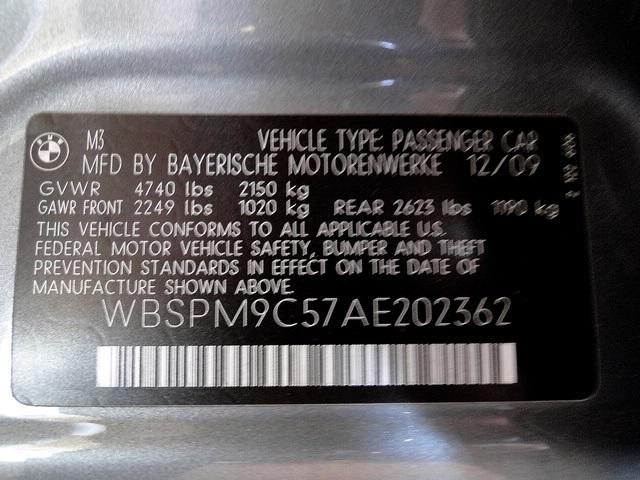 BMW
M3 VEHICLE TYPE: PASSENGER CAR
MFD BY BAYERISCHE MOTORENWERKE 12/09
GVWR 4740 lbs 2150 kg
GAWR FRONT 2249 lbs 1020 kg REAR 2623 lbs 1190 kg
THIS VEHICLE CONFORMS TO ALL APPLICABLE U.S.
FEDERAL MOTOR VEHICLE SAFETY, BUMPER AND THEFT
PREVENTION STANDARDS IN EFFECT ON THE DATE OF
MANUFACTURE SHOWN ABOVE.
WBSPM9C57AE202362